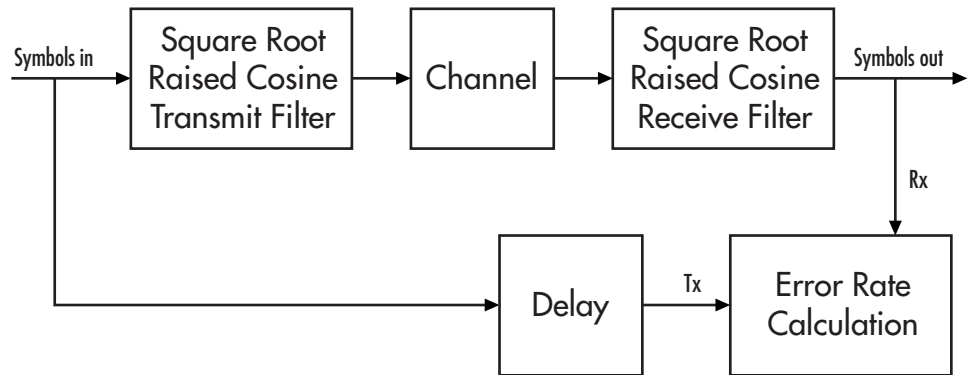 Symbols in
Square Root
Raised Cosine
Transmit Filter
Channel
Square Root
Raised Cosine
Receive Filter
Symbols out
Rx
Delay
Tx
Error Rate
Calculation